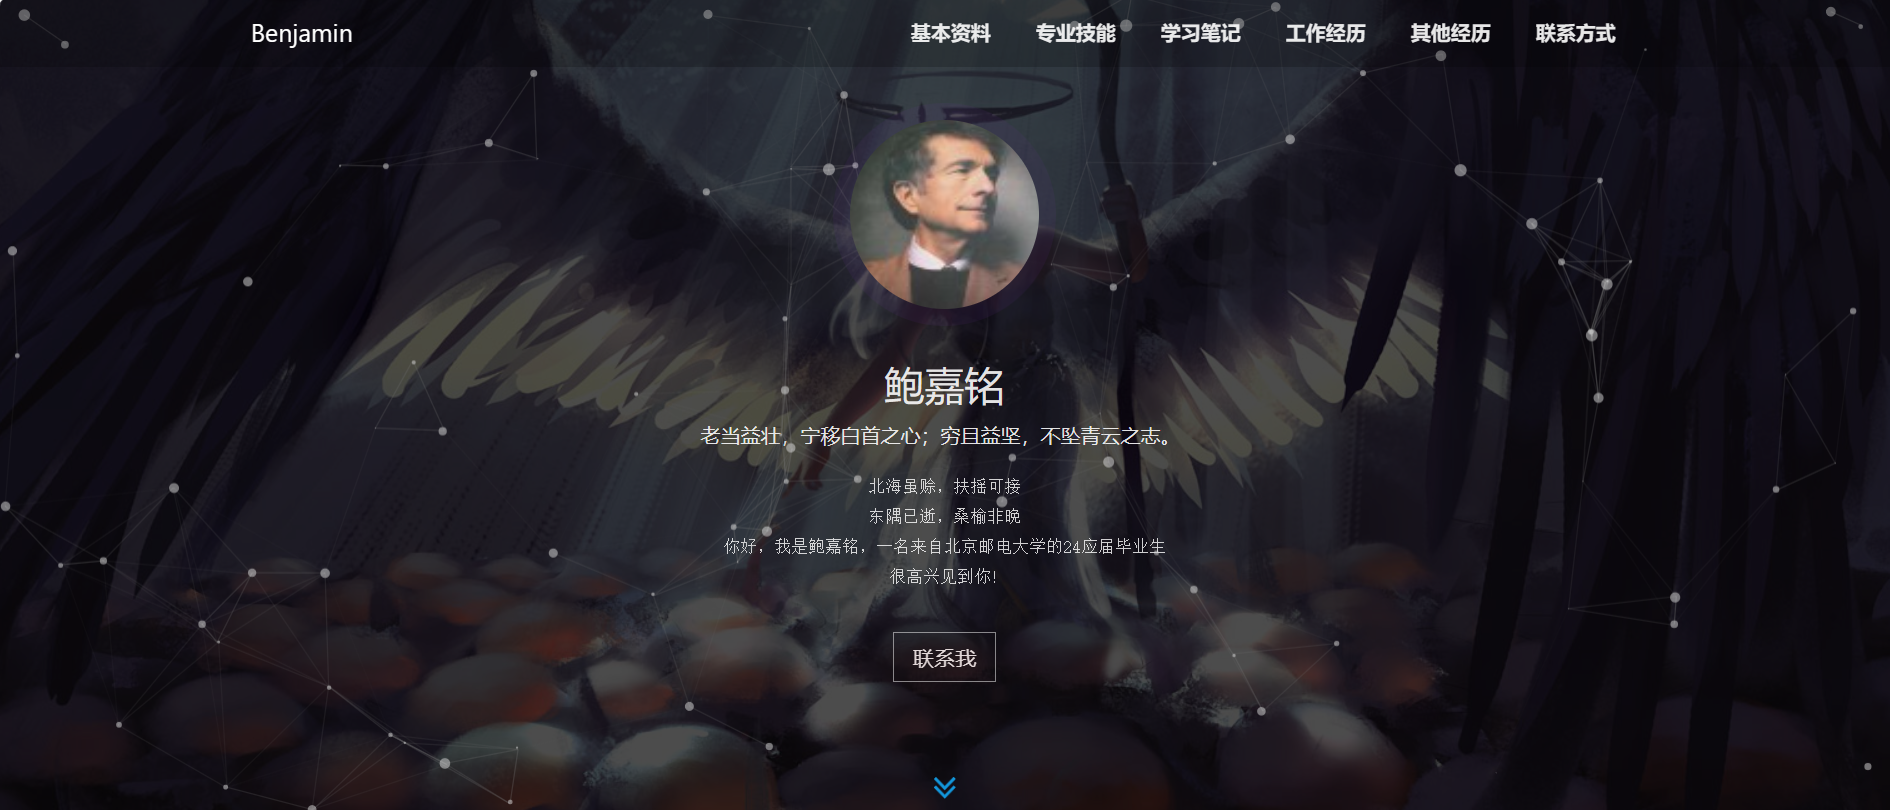 Benjamin
基本资料 专业技能 学习笔记 工作经历 其他经历 联系方式
鲍嘉铭
老当益壮，宁移白首之心；穷且益坚，不坠青云之志。
北海虽赊，扶摇可接
东隅已逝，桑榆非晚
你好，我是鲍嘉铭，一名来自北京邮电大学的24应届毕业生
很高兴见到你!
联系我